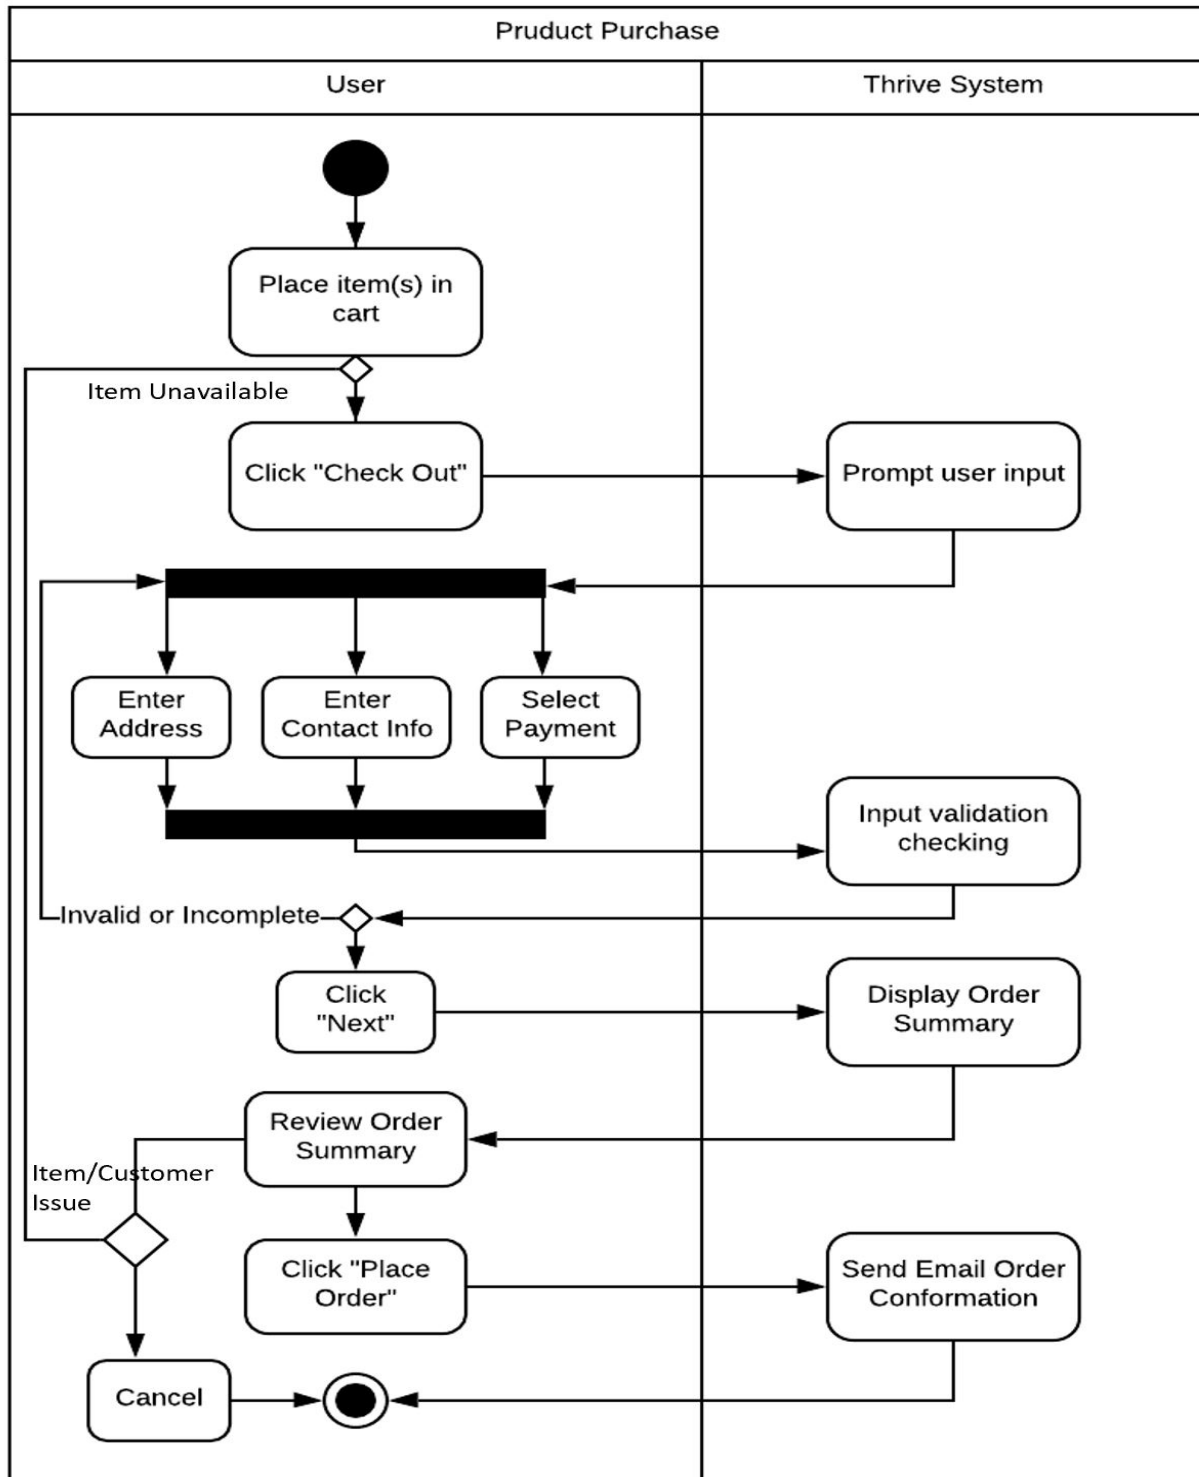 Pruduct Purchase
User
Thrive System
Place item(s) in
cart
Item Unavailable
Click "Check Out"
Prompt user input
Enter
Address
Enter
Contact Info
Select
Payment
Input validation
checking
Invalid or Incomplete
Click
"Next"
Display Order
Summary
Review Order
Summary
Item/Customer
Issue
Click "Place
Order"
Send Email Order
Conformation
Cancel